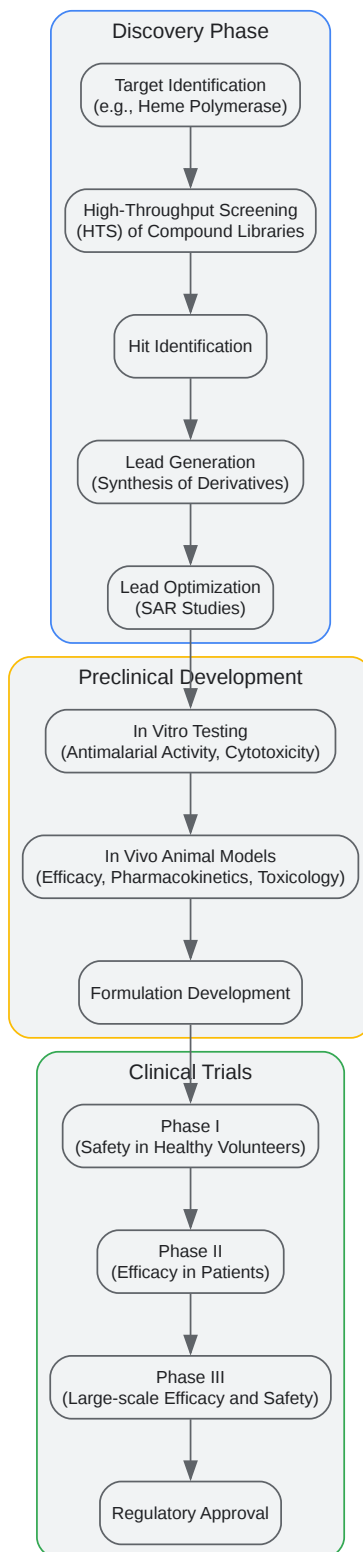 Discovery Phase
Target Identification
(e.g., Heme Polymerase)
High-Throughput Screening
(HTS) of Compound Libraries
Hit Identification
Lead Generation
(Synthesis of Derivatives)
Lead Optimization
(SAR Studies)
Preclinical Development
In Vitro Testing
(Antimalarial Activity, Cytotoxicity)
In Vivo Animal Models
(Efficacy, Pharmacokinetics, Toxicology)
Formulation Development
Clinical Trials
Phase I
(Safety in Healthy Volunteers)
Phase II
(Efficacy in Patients)
Phase III
(Large-scale Efficacy and Safety)
Regulatory Approval